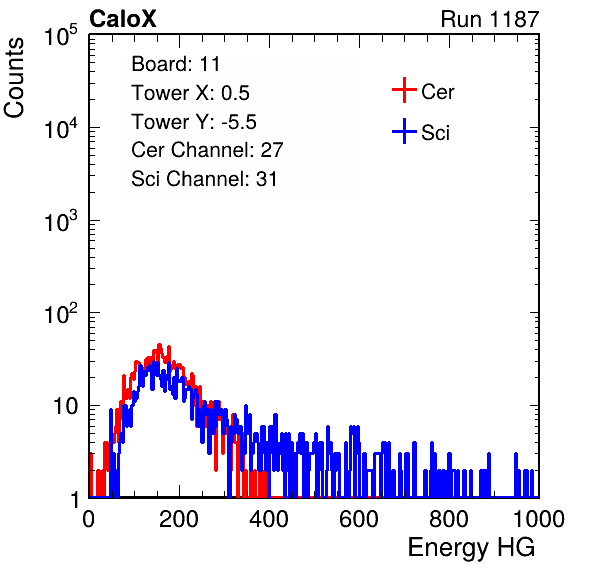 CaloX Run 1187
Counts
10^5
10^4
10^3
10^2
10
1
Board: 11
Tower X: 0.5
Tower Y: -5.5
Cer Channel: 27
Sci Channel: 31
Cer
Sci
0 200 400 600 800 1000
Energy HG